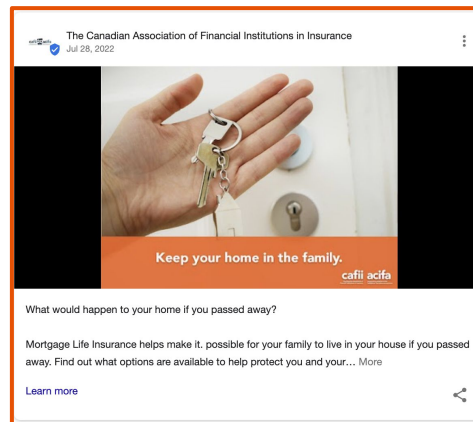 The Canadian Association of Financial Institutions in Insurance
Jul 28, 2022
Keep your home in the family.
cafii acifa
What would happen to your home if you passed away?
Mortgage Life Insurance helps make it. possible for your family to live in your house if you passed
away. Find out what options are available to help protect you and your… More
Learn more